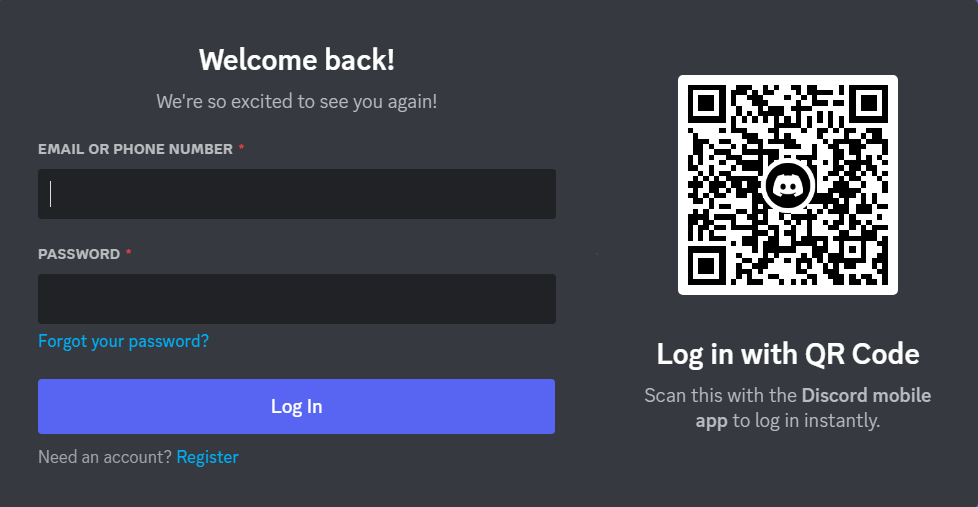 Welcome back!
We're so excited to see you again!
EMAIL OR PHONE NUMBER *
PASSWORD *
Forgot your password?
Log In
Need an account? Register
Log in with QR Code
Scan this with the Discord mobile
app to log in instantly.